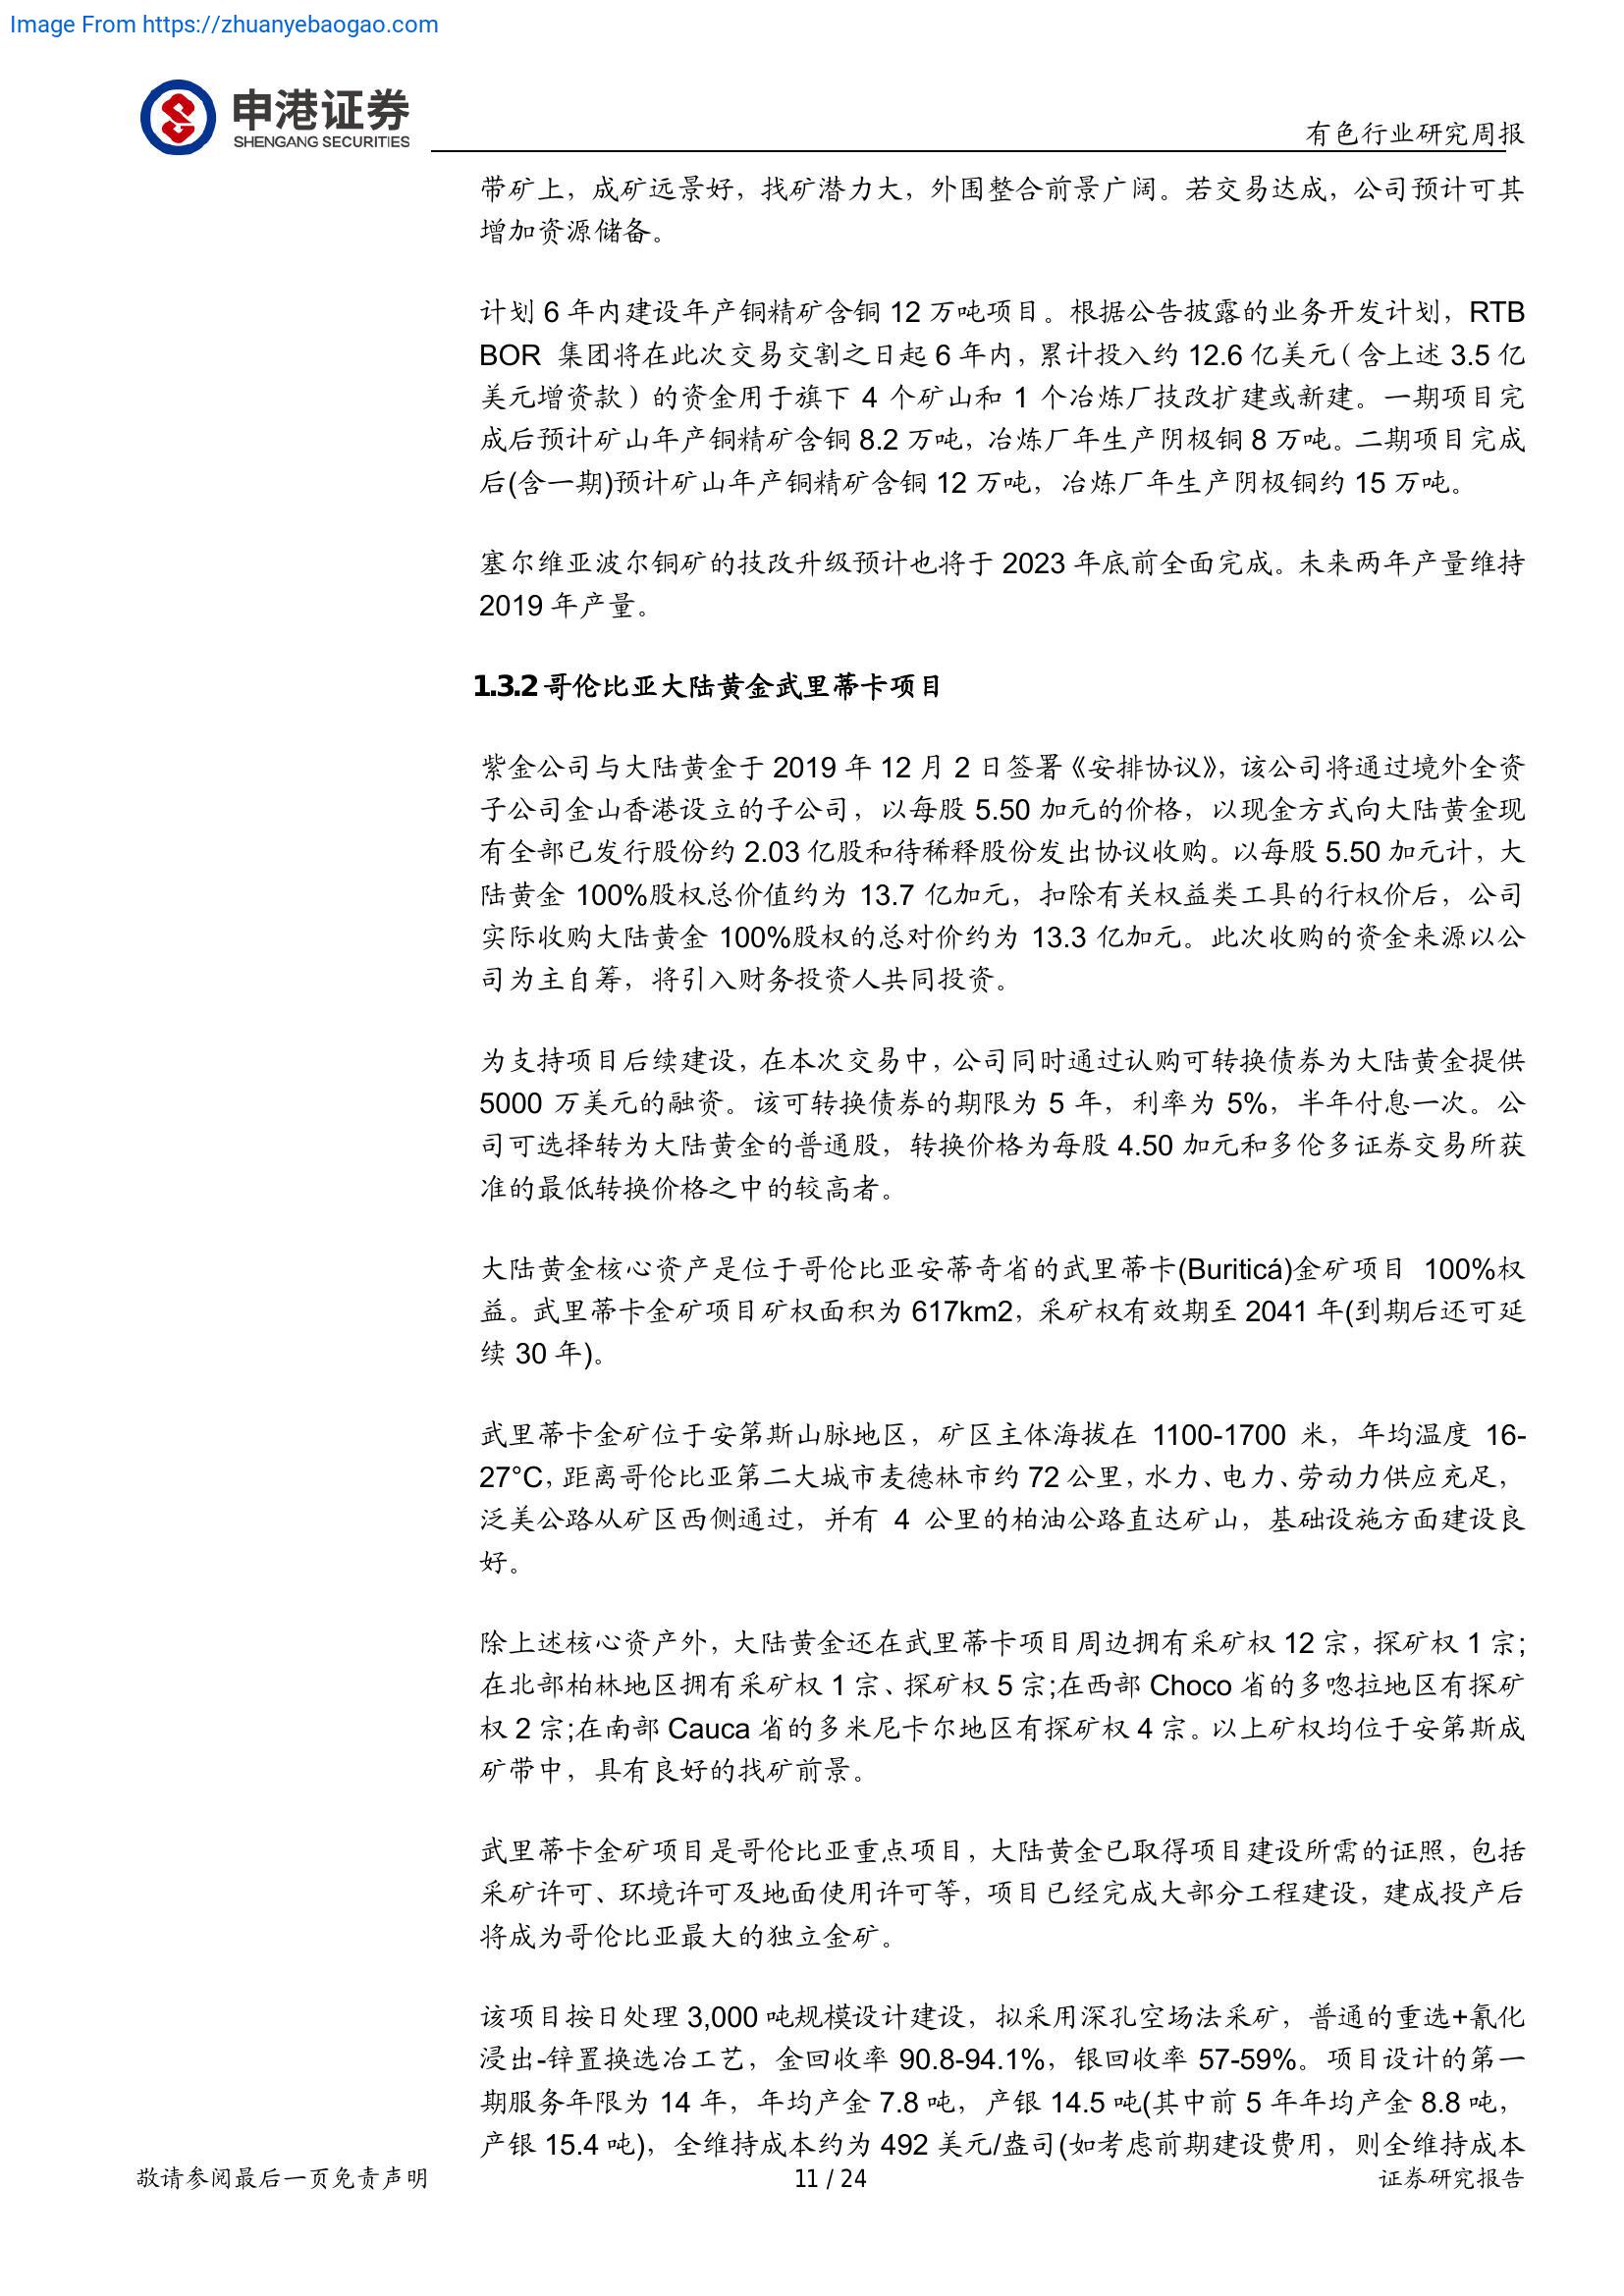 Image From https://zhuanyebaogao.com
申港证券
SHENGANG SECURITIES
有色行业研究周报
带矿上，成矿远景好，找矿潜力大，外围整合前景广阔。若交易达成，公司预计可其
增加资源储备。
计划 6 年内建设年产铜精矿含铜 12 万吨项目。根据公告披露的业务开发计划，RTB
BOR 集团将在此次交易交割之日起 6 年内，累计投入约 12.6 亿美元（含上述 3.5 亿
美元增资款）的资金用于旗下 4 个矿山和 1 个冶炼厂技改扩建或新建。一期项目完
成后预计矿山年产铜精矿含铜 8.2 万吨，冶炼厂年生产阴极铜 8 万吨。二期项目完成
后(含一期)预计矿山年产铜精矿含铜 12 万吨，冶炼厂年生产阴极铜约 15 万吨。
塞尔维亚波尔铜矿的技改升级预计也将于 2023 年底前全面完成。未来两年产量维持
2019 年产量。
1.3.2 哥伦比亚大陆黄金武里蒂卡项目
紫金公司与大陆黄金于 2019 年 12 月 2 日签署《安排协议》，该公司将通过境外全资
子公司金山香港设立的子公司，以每股 5.50 加元的价格，以现金方式向大陆黄金现
有全部已发行股份约 2.03 亿股和待稀释股份发出协议收购。以每股 5.50 加元计，大
陆黄金 100%股权总价值约为 13.7 亿加元，扣除有关权益类工具的行权价后，公司
实际收购大陆黄金 100%股权的总对价约为 13.3 亿加元。此次收购的资金来源以公
司为主自筹，将引入财务投资人共同投资。
为支持项目后续建设，在本次交易中，公司同时通过认购可转换债券为大陆黄金提供
5000 万美元的融资。该可转换债券的期限为 5 年，利率为 5%，半年付息一次。公
司可选择转为大陆黄金的普通股，转换价格为每股 4.50 加元和多伦多证券交易所获
准的最低转换价格之中的较高者。
大陆黄金核心资产是位于哥伦比亚安蒂奇省的武里蒂卡(Buriticá)金矿项目 100%权
益。武里蒂卡金矿项目矿权面积为 617km2，采矿权有效期至 2041 年(到期后还可延
续 30 年)。
武里蒂卡金矿位于安第斯山脉地区，矿区主体海拔在 1100-1700 米，年均温度 16-
27°C，距离哥伦比亚第二大城市麦德林市约 72 公里，水力、电力、劳动力供应充足，
泛美公路从矿区西侧通过，并有 4 公里的柏油公路直达矿山，基础设施方面建设良
好。
除上述核心资产外，大陆黄金还在武里蒂卡项目周边拥有采矿权 12 宗，探矿权 1 宗;
在北部柏林地区拥有采矿权 1 宗、探矿权 5 宗;在西部 Choco 省的多唿拉地区有探矿
权 2 宗;在南部 Cauca 省的多米尼卡尔地区有探矿权 4 宗。以上矿权均位于安第斯成
矿带中，具有良好的找矿前景。
武里蒂卡金矿项目是哥伦比亚重点项目，大陆黄金已取得项目建设所需的证照，包括
采矿许可、环境许可及地面使用许可等，项目已经完成大部分工程建设，建成投产后
将成为哥伦比亚最大的独立金矿。
该项目按日处理 3,000 吨规模设计建设，拟采用深孔空场法采矿，普通的重选+氰化
浸出-锌置换选冶工艺，金回收率 90.8-94.1%，银回收率 57-59%。项目设计的第一
期服务年限为 14 年，年均产金 7.8 吨，产银 14.5 吨(其中前 5 年年均产金 8.8 吨，
产银 15.4 吨)，全维持成本约为 492 美元/盎司(如考虑前期建设费用，则全维持成本
敬请参阅最后一页免责声明
11 / 24
证券研究报告